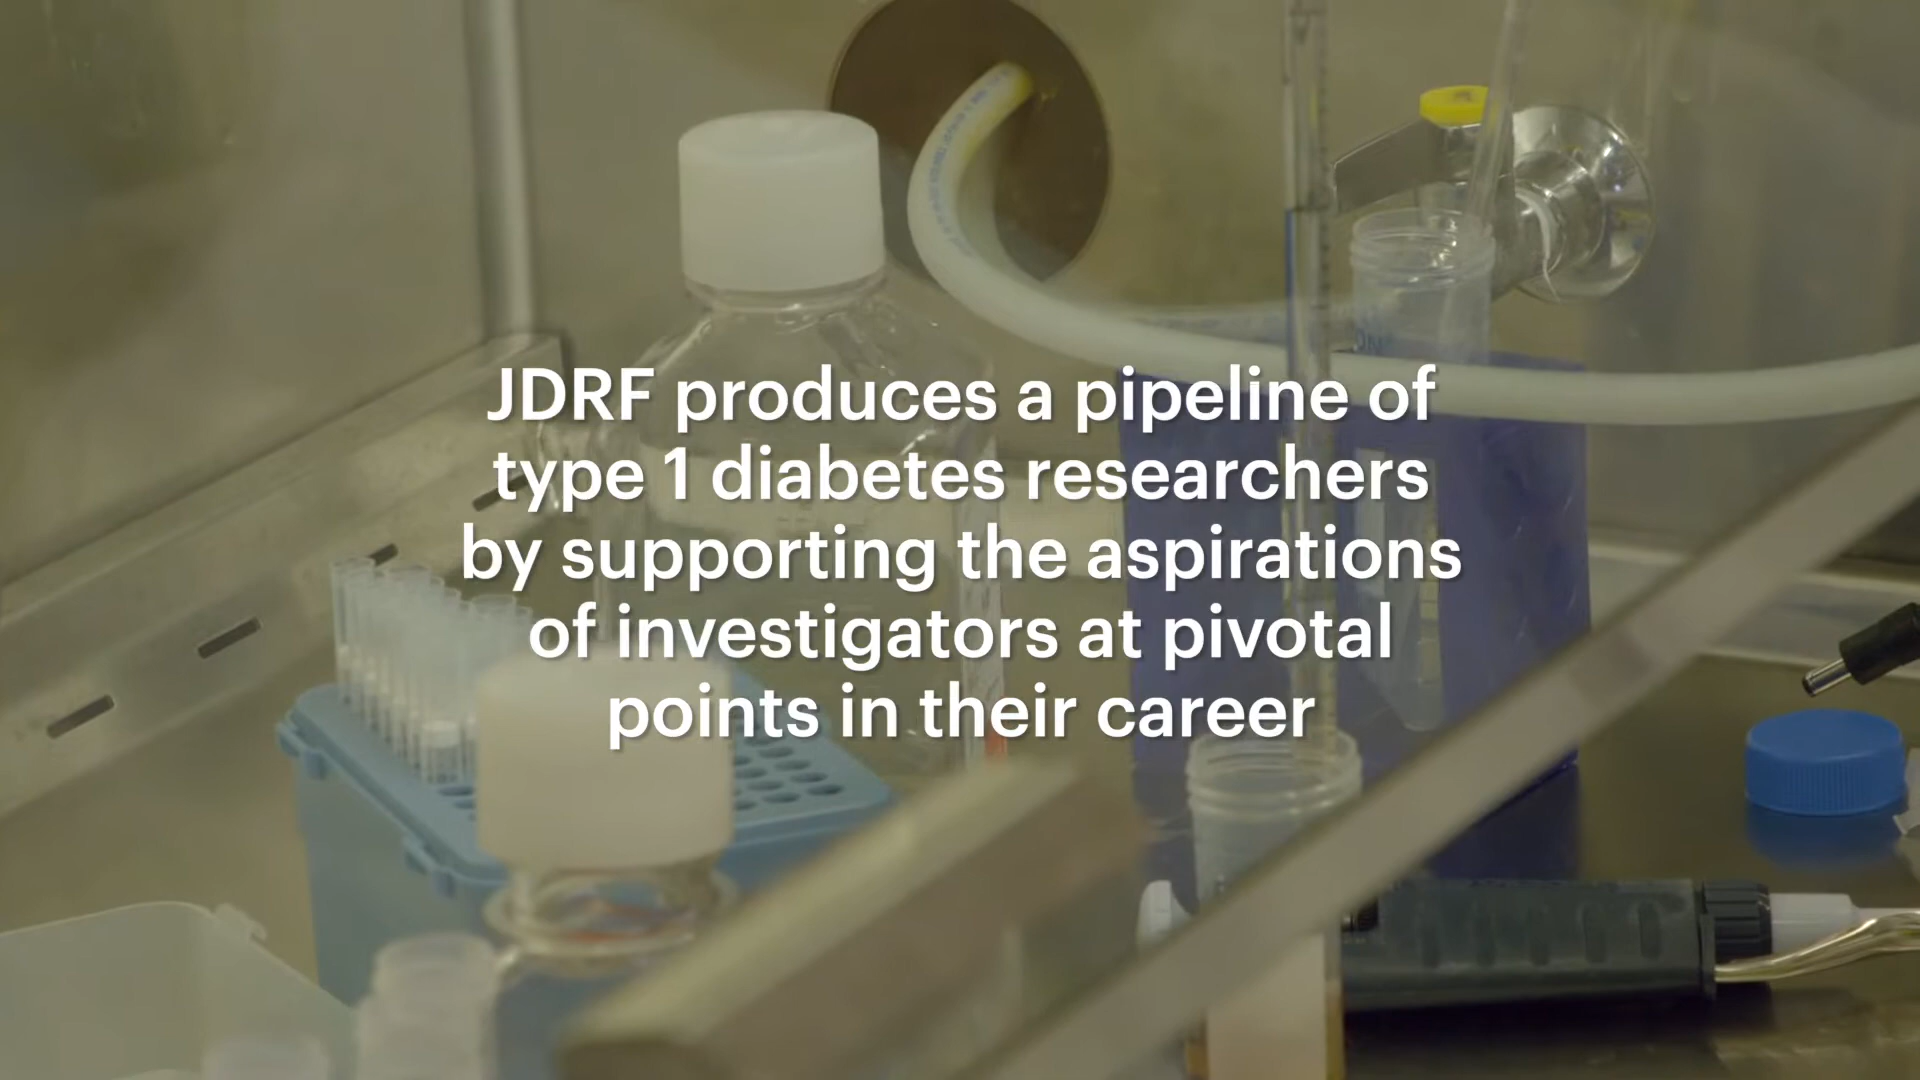 JDRF produces a pipeline of
type 1 diabetes researchers
by supporting the aspirations
of investigators at pivotal
points in their career